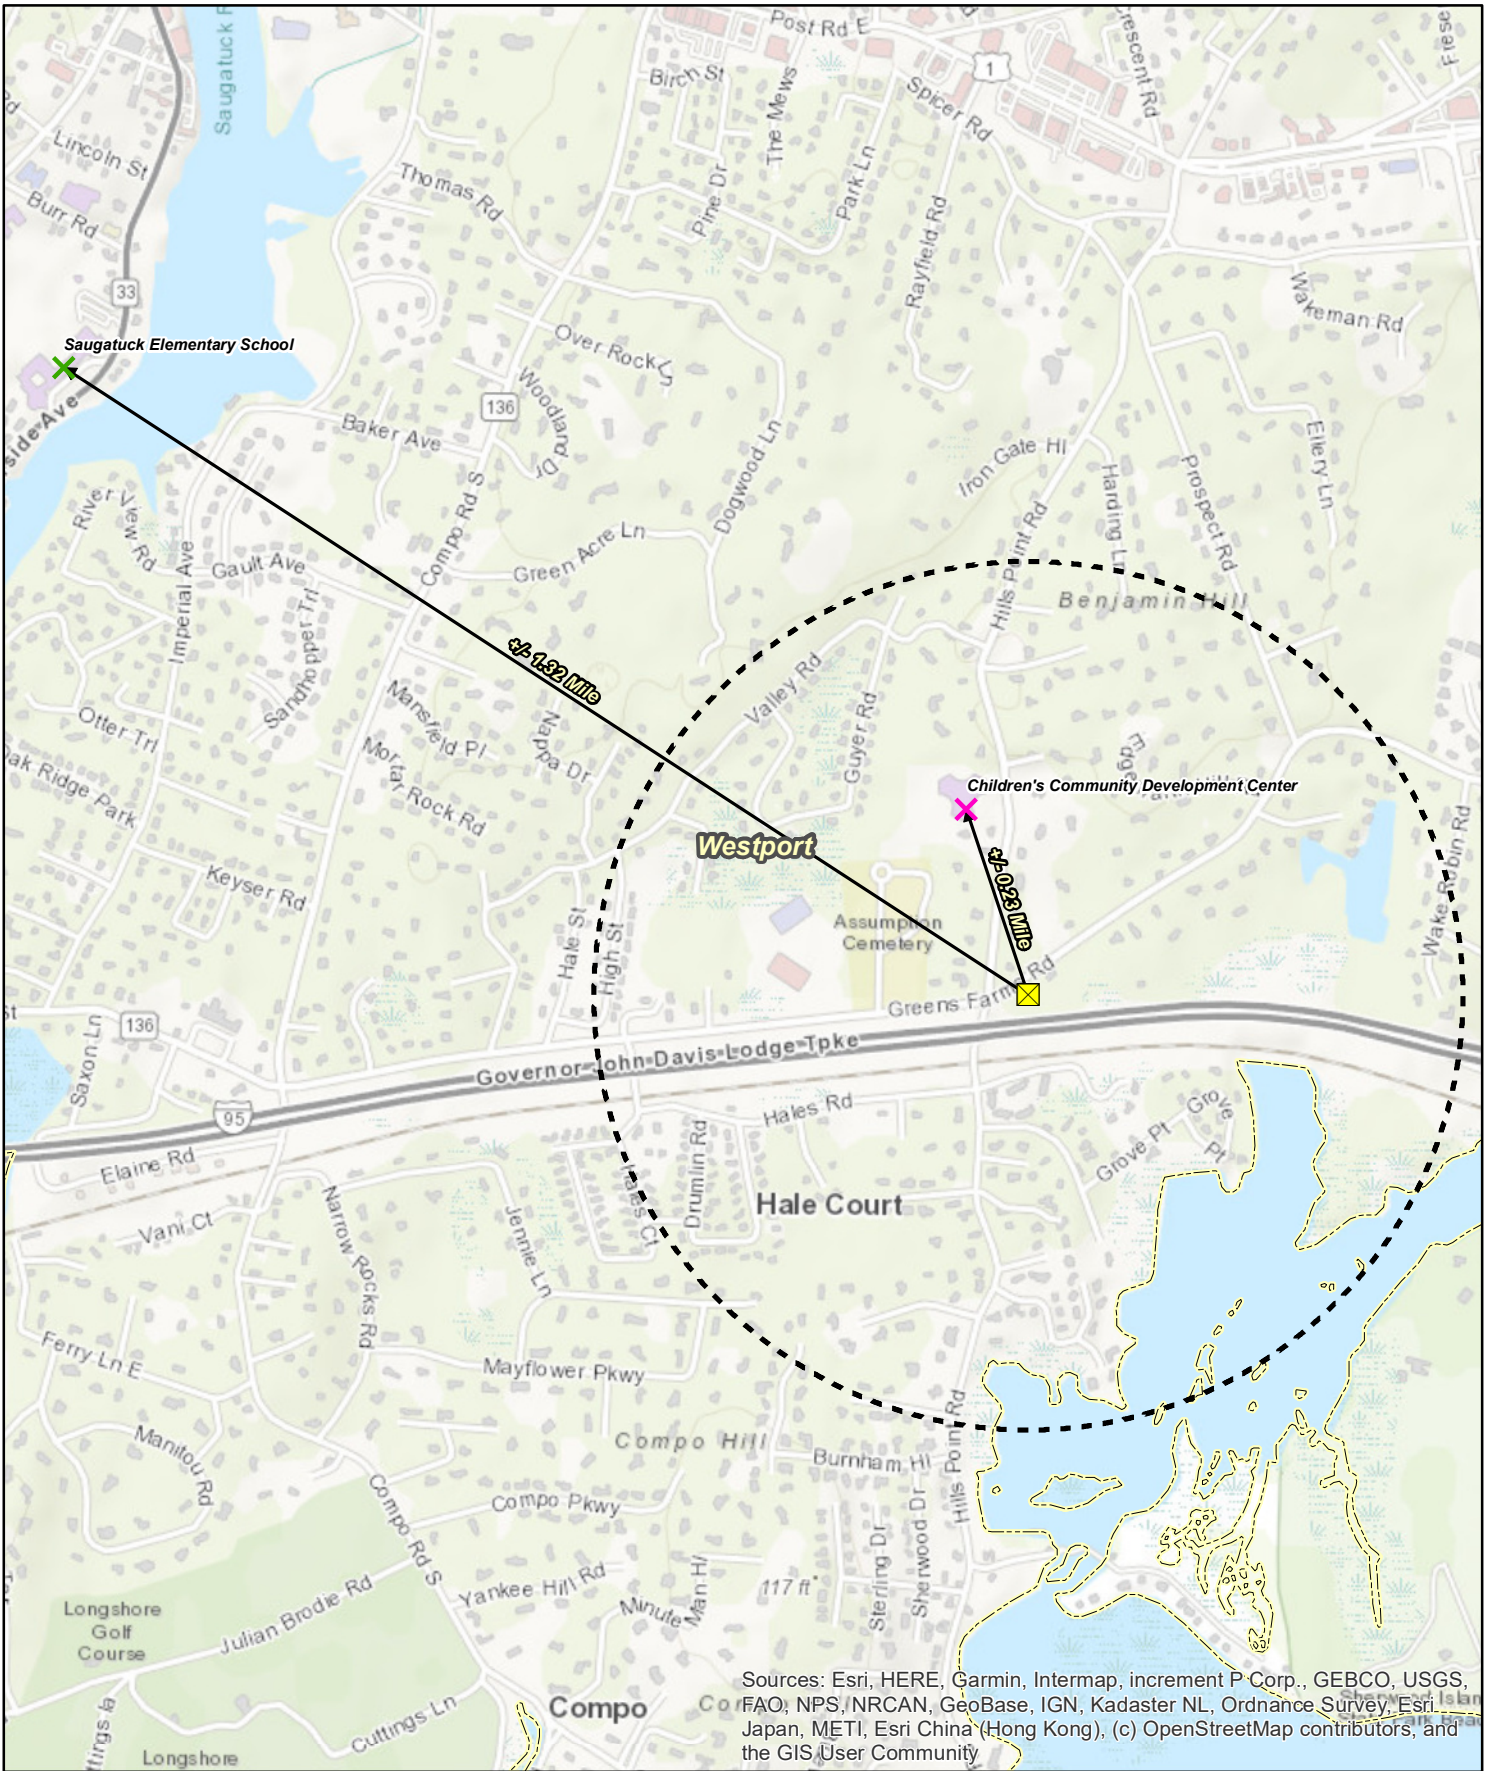 Post Rd E
Birch St
The Mews
1
Spicer Rd
Crescent Rd
Lincoln St
Burr Rd
Thomas Rd
Pine Dr
Park Ln
Rayfield Rd
33
Wakeman Rd
Saugatuck Elementary School
Over Rock
136
Woodland Dr
Baker Ave
Iron Gate Hl
Ellery Ln
River View Rd
Dogwood Ln
Harding Ln
Prospect Rd
Compo Rd S
Gault Ave
Green Acre Ln
Imperial Ave
Hills Point Rd
Benjamin Hill
Sandhopper Trl
+/- 1.32 Mile
Valley Rd
Guyer Rd
Otter Trl
Mansfield Pl
Nappa Dr
Mortar Rock Rd
Oak Ridge Park
Edge
Children's Community Development Center
Westport
+/- 0.23 Mile
Keyser Rd
Wake Robin Rd
Hale St
High St
Assumption
Cemetery
Greens Farms Rd
136
Saxon Ln
Governor John Davis Lodge Tpke
95
Hales Rd
Grove Pt
Grove Pt
Elaine Rd
Drumlin Rd
Hales Ct
Hale Court
Vani Ct
Narrow Rocks Rd
Jennie Ln
Ferry Ln E
Mayflower Pkwy
Manitou Rd
Compo Hill
Burnham Hl
Hills Point Rd
Compo Pkwy
Compo Rd S
Sherwood Dr
Sterling Dr
Yankee Hill Rd
Minute Man Hl
117 ft
Longshore
Golf
Course
Julian Brodie Rd
Cuttings Ln
Compo
Longshore
Sources: Esri, HERE, Garmin, Intermap, increment P Corp., GEBCO, USGS,
FAO, NPS, NRCAN, GeoBase, IGN, Kadaster NL, Ordnance Survey, Esri
Japan, METI, Esri China (Hong Kong), (c) OpenStreetMap contributors, and
the GIS User Community